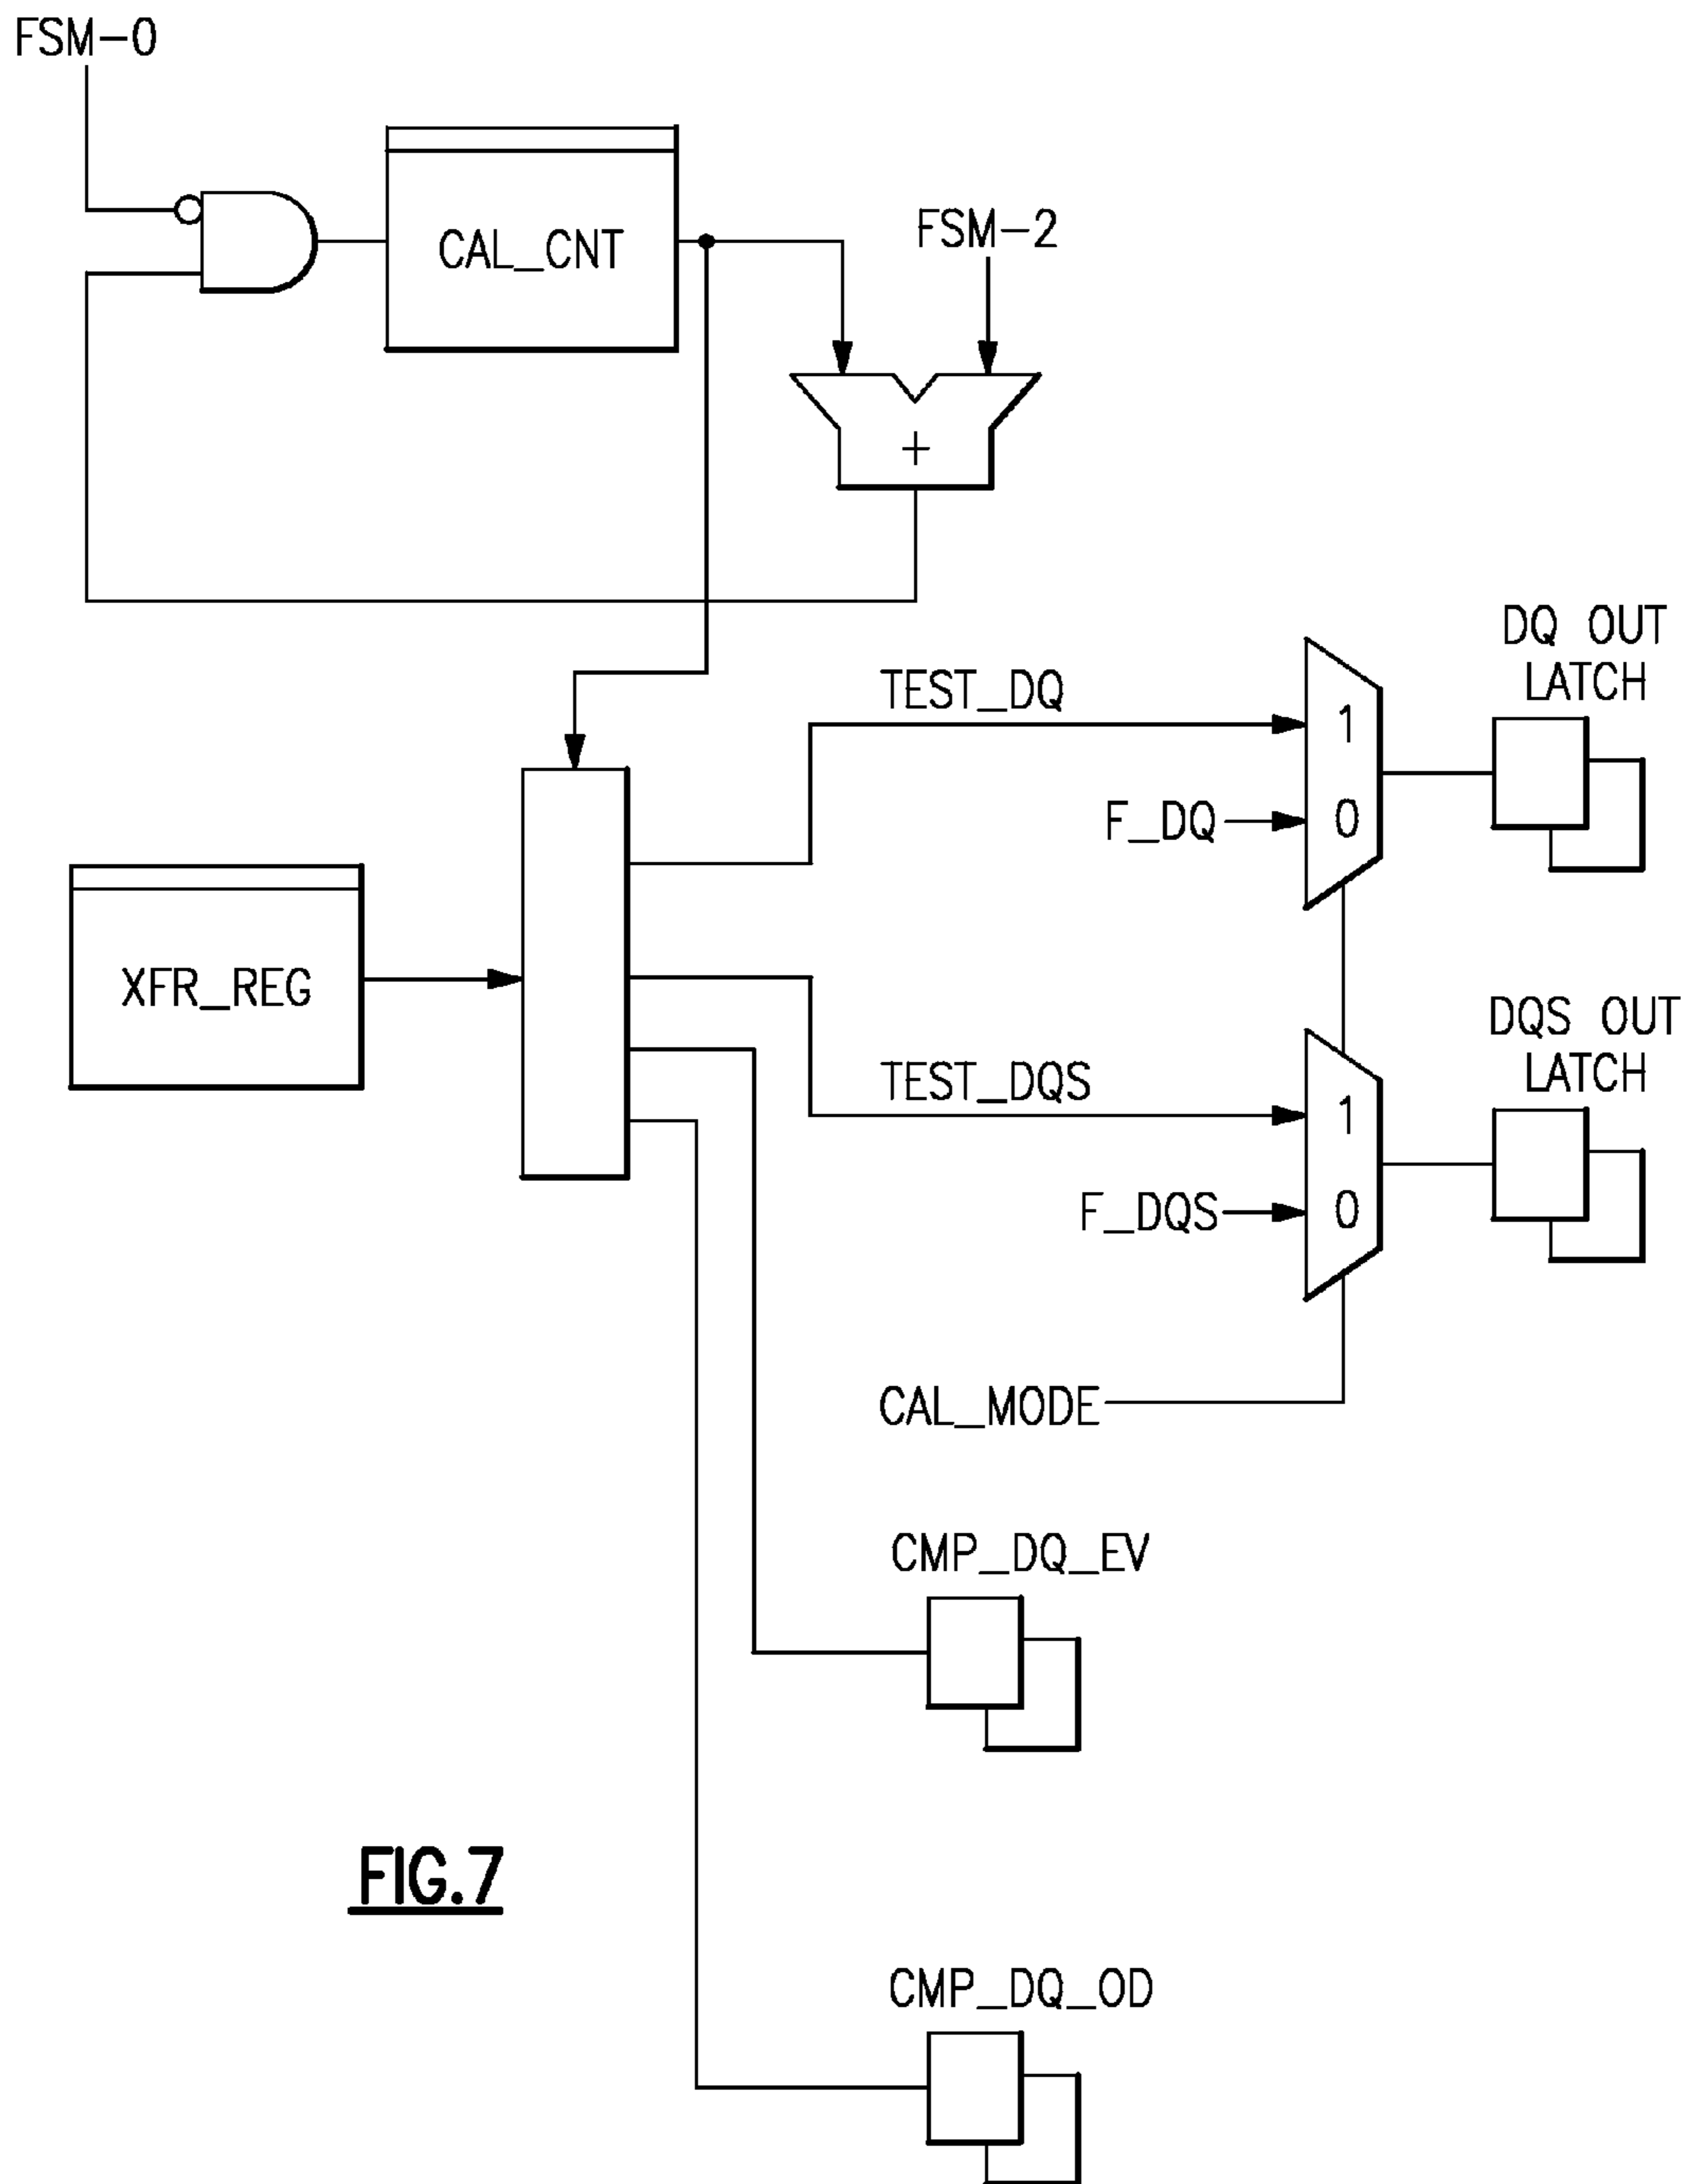 FSM-0
CAL_CNT
FSM-2
+
DQ OUT
LATCH
TEST_DQ
1
F_DQ
0
XFR_REG
DQS OUT
LATCH
TEST_DQS
1
F_DQS
0
CAL_MODE
CMP_DQ_EV
FIG.7
CMP_DQ_OD